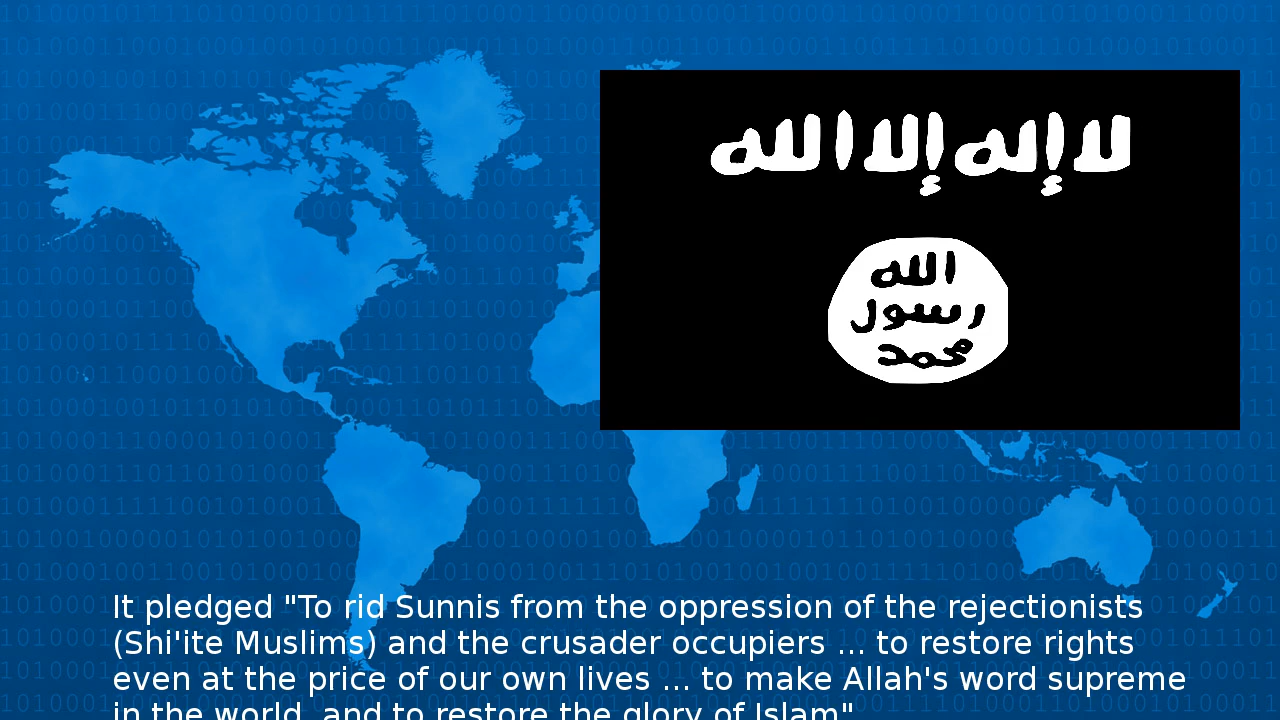 لا إله إلا الله
الله
رسول
محمد
It pledged "To rid Sunnis from the oppression of the rejectionists
(Shi'ite Muslims) and the crusader occupiers ... to restore rights
even at the price of our own lives ... to make Allah's word supreme
in the world, and to restore the glory of Islam"